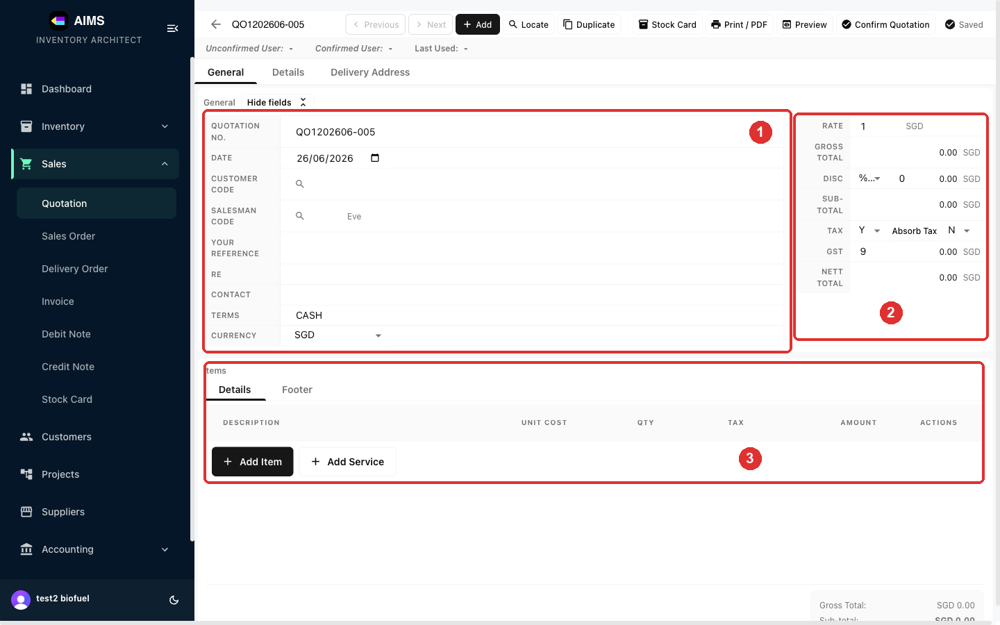 AIMS
INVENTORY ARCHITECT
Dashboard
Inventory
Sales
Quotation
Sales Order
Delivery Order
Invoice
Debit Note
Credit Note
Stock Card
Customers
Projects
Suppliers
Accounting
test2 biofuel
QO1202606-005
Previous
Next
Add
Locate
Duplicate
Stock Card
Print / PDF
Preview
Confirm Quotation
Saved
Unconfirmed User: -
Confirmed User: -
Last Used: -
General
Details
Delivery Address
General
Hide fields
QUOTATION NO.
QO1202606-005
DATE
26/06/2026
CUSTOMER CODE
SALESMAN CODE
Eve
YOUR REFERENCE
RE
CONTACT
TERMS
CASH
CURRENCY
SGD
1
RATE
1
SGD
GROSS TOTAL
0.00 SGD
DISC
%...
0
0.00 SGD
SUB-TOTAL
0.00 SGD
TAX
Y
Absorb Tax
N
GST
9
0.00 SGD
NETT TOTAL
0.00 SGD
2
tems
Details
Footer
DESCRIPTION
UNIT COST
QTY
TAX
AMOUNT
ACTIONS
Add Item
Add Service
3
Gross Total:
SGD 0.00
Sub-total:
SGD 0.00